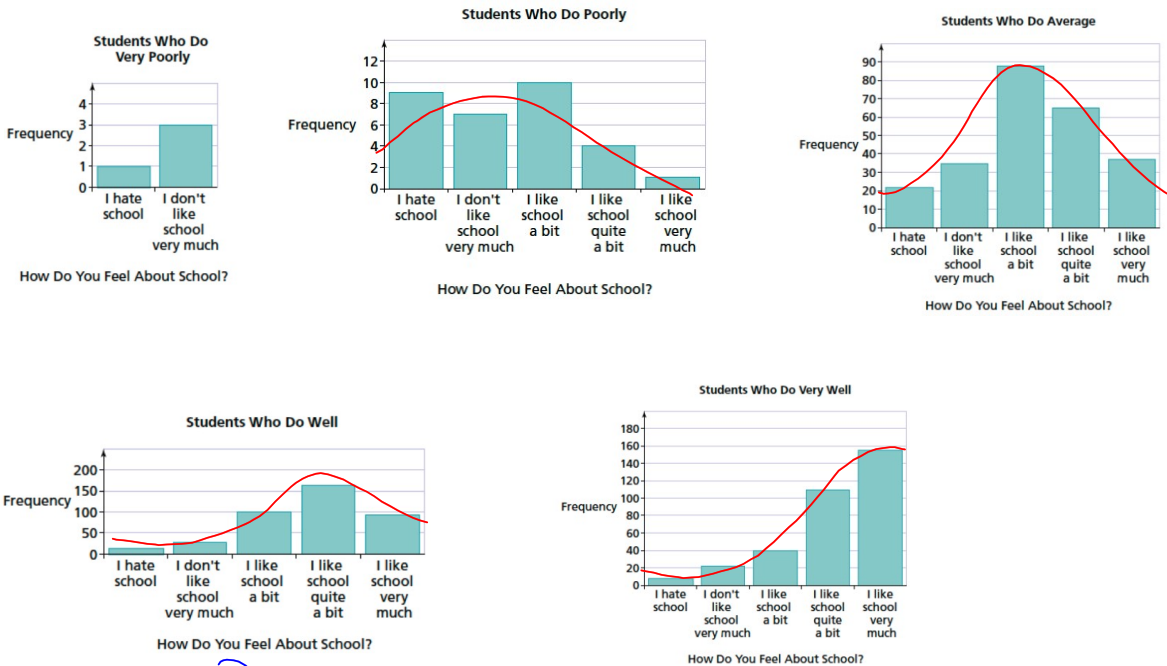 Students Who Do
Very Poorly
4
3
2
1
0
Frequency
I hate
school
I don't
like
school
very much
How Do You Feel About School?
Students Who Do Poorly
12
10
8
6
4
2
0
Frequency
I hate
school
I don't
like
school
very much
I like
school
a bit
I like
school
quite
a bit
I like
school
very
much
How Do You Feel About School?
Students Who Do Average
90
80
70
60
50
40
30
20
10
0
Frequency
I hate
school
I don't
like
school
very much
I like
school
a bit
I like
school
quite
a bit
I like
school
very
much
How Do You Feel About School?
Students Who Do Well
200
150
100
50
0
Frequency
I hate
school
I don't
like
school
very much
I like
school
a bit
I like
school
quite
a bit
I like
school
very
much
How Do You Feel About School?
Students Who Do Very Well
180
160
140
120
100
80
60
40
20
0
Frequency
I hate
school
I don't
like
school
very much
I like
school
a bit
I like
school
quite
a bit
I like
school
very
much
How Do You Feel About School?